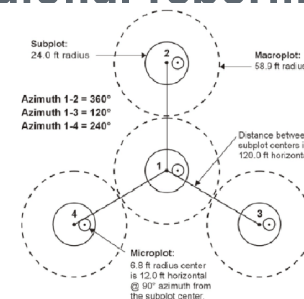 Subplot:
24.0 ft radius
2
Macroplot:
58.9 ft radius
Azimuth 1-2 = 360°
Azimuth 1-3 = 120°
Azimuth 1-4 = 240°
Distance betwee
subplot centers i
120.0 ft horizont
1
4
3
Microplot:
6.8 ft radius center
is 12.0 ft horizontal
@ 90° azimuth from
the subplot center.